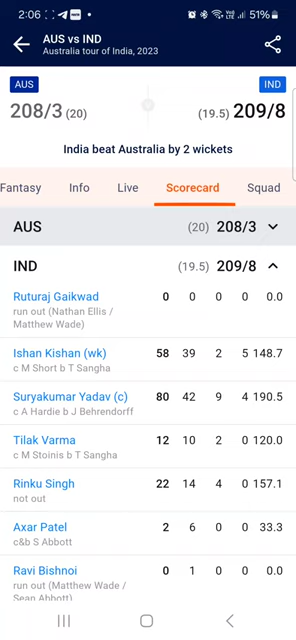 2:06 51%
AUS vs IND
Australia tour of India, 2023
AUS IND
208/3 (20) (19.5) 209/8
India beat Australia by 2 wickets
Fantasy Info Live Scorecard Squad
AUS (20) 208/3
IND (19.5) 209/8
Ruturaj Gaikwad 0 0 0 0 0.0
run out (Nathan Ellis /
Matthew Wade)
Ishan Kishan (wk) 58 39 2 5 148.7
c M Short b T Sangha
Suryakumar Yadav (c) 80 42 9 4 190.5
c A Hardie b J Behrendorff
Tilak Varma 12 10 2 0 120.0
c M Stoinis b T Sangha
Rinku Singh 22 14 4 0 157.1
not out
Axar Patel 2 6 0 0 33.3
c&b S Abbott
Ravi Bishnoi 0 1 0 0 0.0
run out (Matthew Wade /
Sean Abbott)